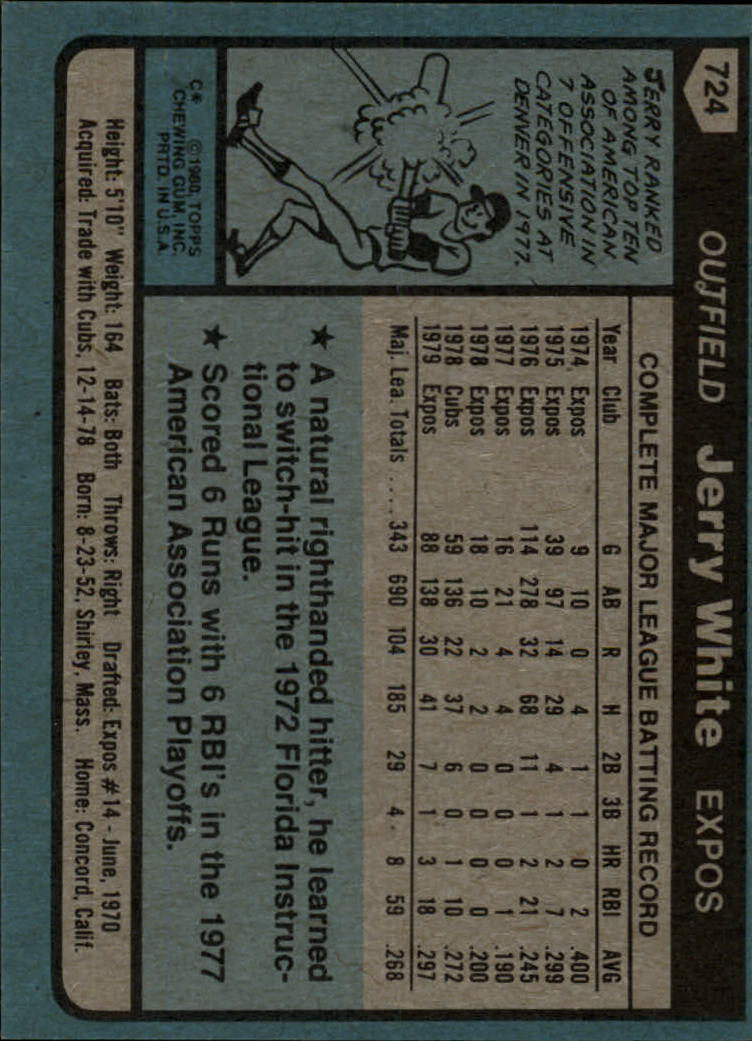 724
OUTFIELD Jerry White EXPOS
JERRY RANKED
AMONG TOP TEN
OF AMERICAN
ASSOCIATION IN
7 OFFENSIVE
CATEGORIES AT
DENVER IN 1977.
C* ©1980, TOPPS
CHEWING GUM, INC.
PRTD. IN U.S.A.
COMPLETE MAJOR LEAGUE BATTING RECORD
Year Club G AB R H 2B 3B HR RBI AVG
1974 Expos 9 10 0 4 1 1 0 2 .400
1975 Expos 39 97 14 29 4 1 2 7 .299
1976 Expos 114 278 32 68 11 1 2 21 .245
1977 Expos 16 21 4 4 0 0 0 1 .190
1978 Expos 18 10 2 2 0 0 0 0 .200
1978 Cubs 59 136 22 37 6 0 1 10 .272
1979 Expos 88 138 30 41 7 1 3 18 .297
Maj. Lea. Totals .... 343 690 104 185 29 4 8 59 .268
★ A natural righthanded hitter, he learned
to switch-hit in the 1972 Florida Instruc-
tional League.
★ Scored 6 Runs with 6 RBI's in the 1977
American Association Playoffs.
Height: 5'10" Weight: 164 Bats: Both Throws: Right Drafted: Expos #14 - June, 1970
Acquired: Trade with Cubs, 12-14-78 Born: 8-23-52, Shirley, Mass. Home: Concord, Calif.